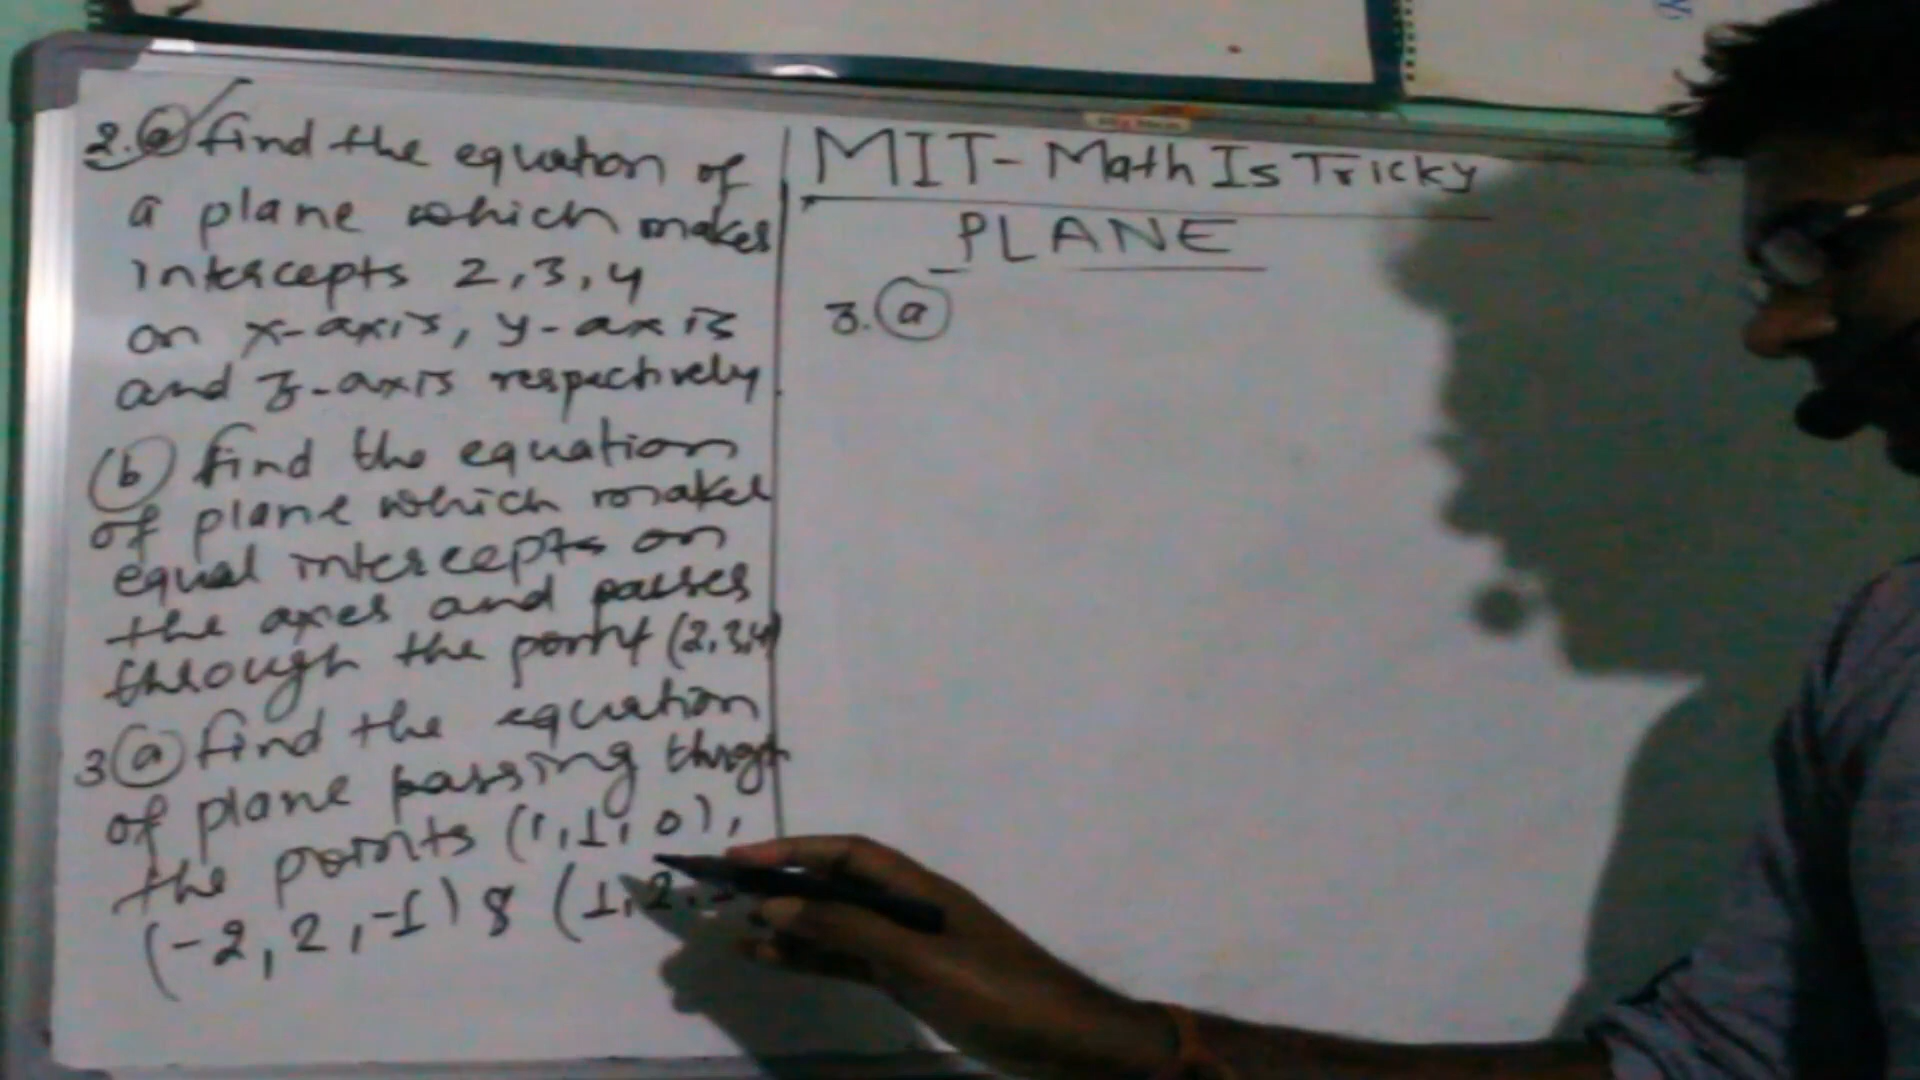 2. a find the equation of
a plane which makes
intercepts 2, 3, 4
on x-axis, y-axis
and z-axis respectively.
(b) find the equation
of plane which makes
equal intercepts on
the axes and passes
through the point (2,3,4)
3 a find the equation
of plane passing through
the points (1, 1, 0),
(-2, 2, -1) & (1, 2, -
MIT - Math Is Tricky
PLANE
3. a